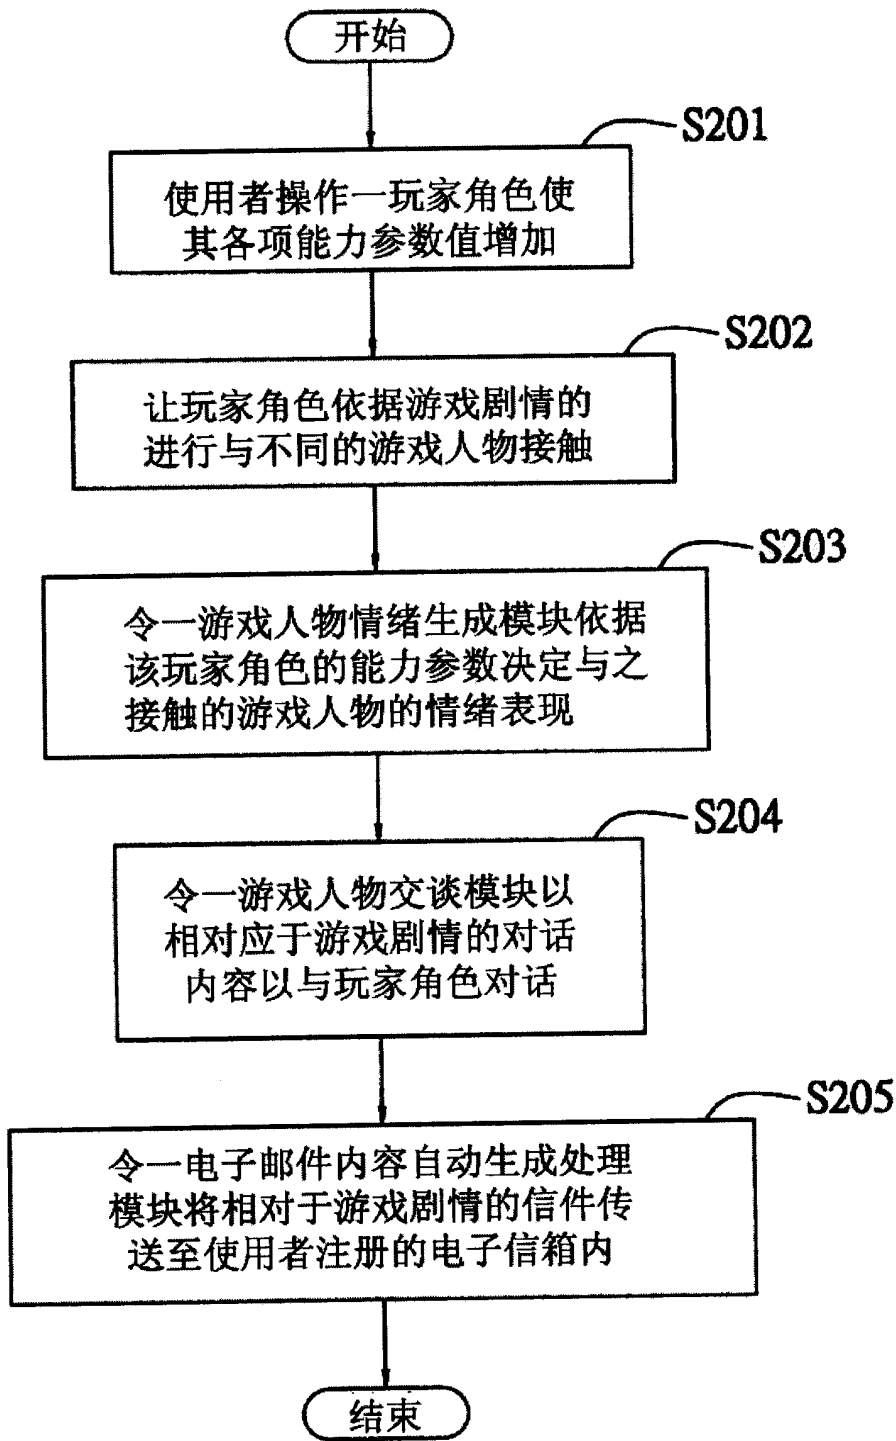 开始
S201
使用者操作一玩家角色使
其各项能力参数值增加
S202
让玩家角色依据游戏剧情的
进行与不同的游戏人物接触
S203
令一游戏人物情绪生成模块依据
该玩家角色的能力参数决定与之
接触的游戏人物的情绪表现
S204
令一游戏人物交谈模块以
相对应于游戏剧情的对话
内容以与玩家角色对话
S205
令一电子邮件内容自动生成处理
模块将相对于游戏剧情的信件传
送至使用者注册的电子信箱内
结束